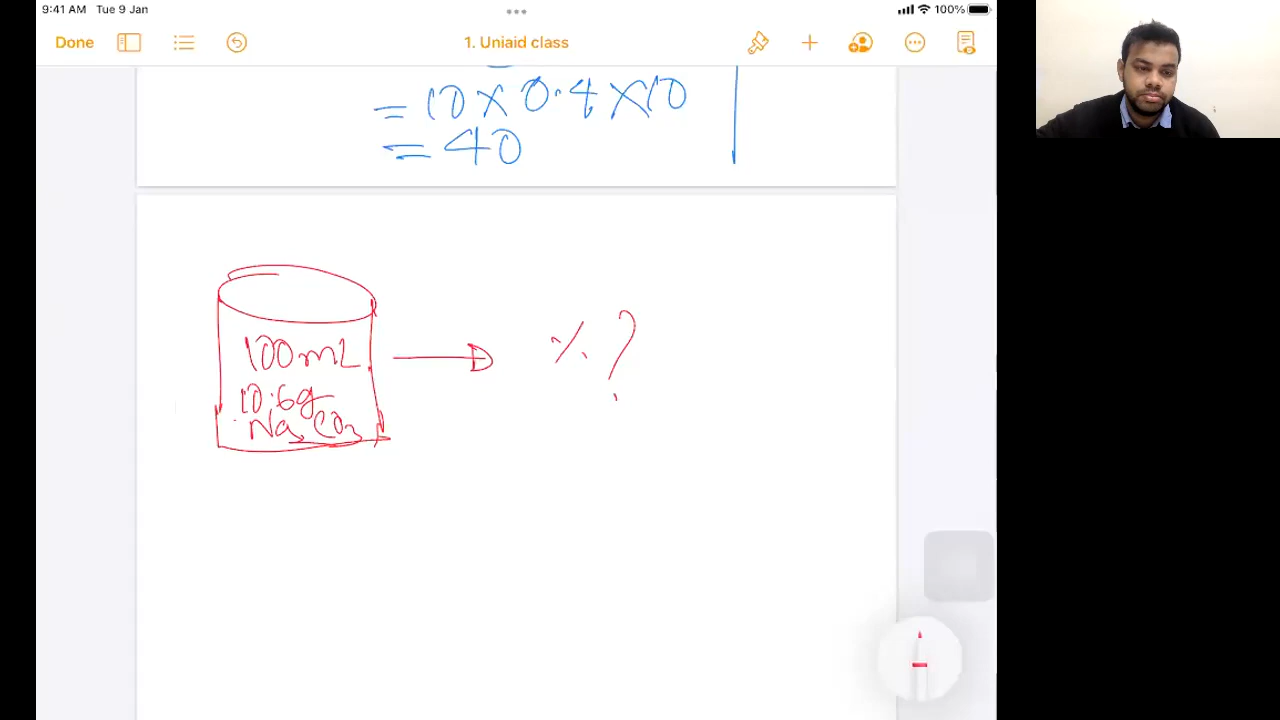 9:41 AM Tue 9 Jan
100%
Done
1. Uniaid class
= 10 × 0.4 × 10
= 40
100mL
10.6g
Na2CO3
% ?